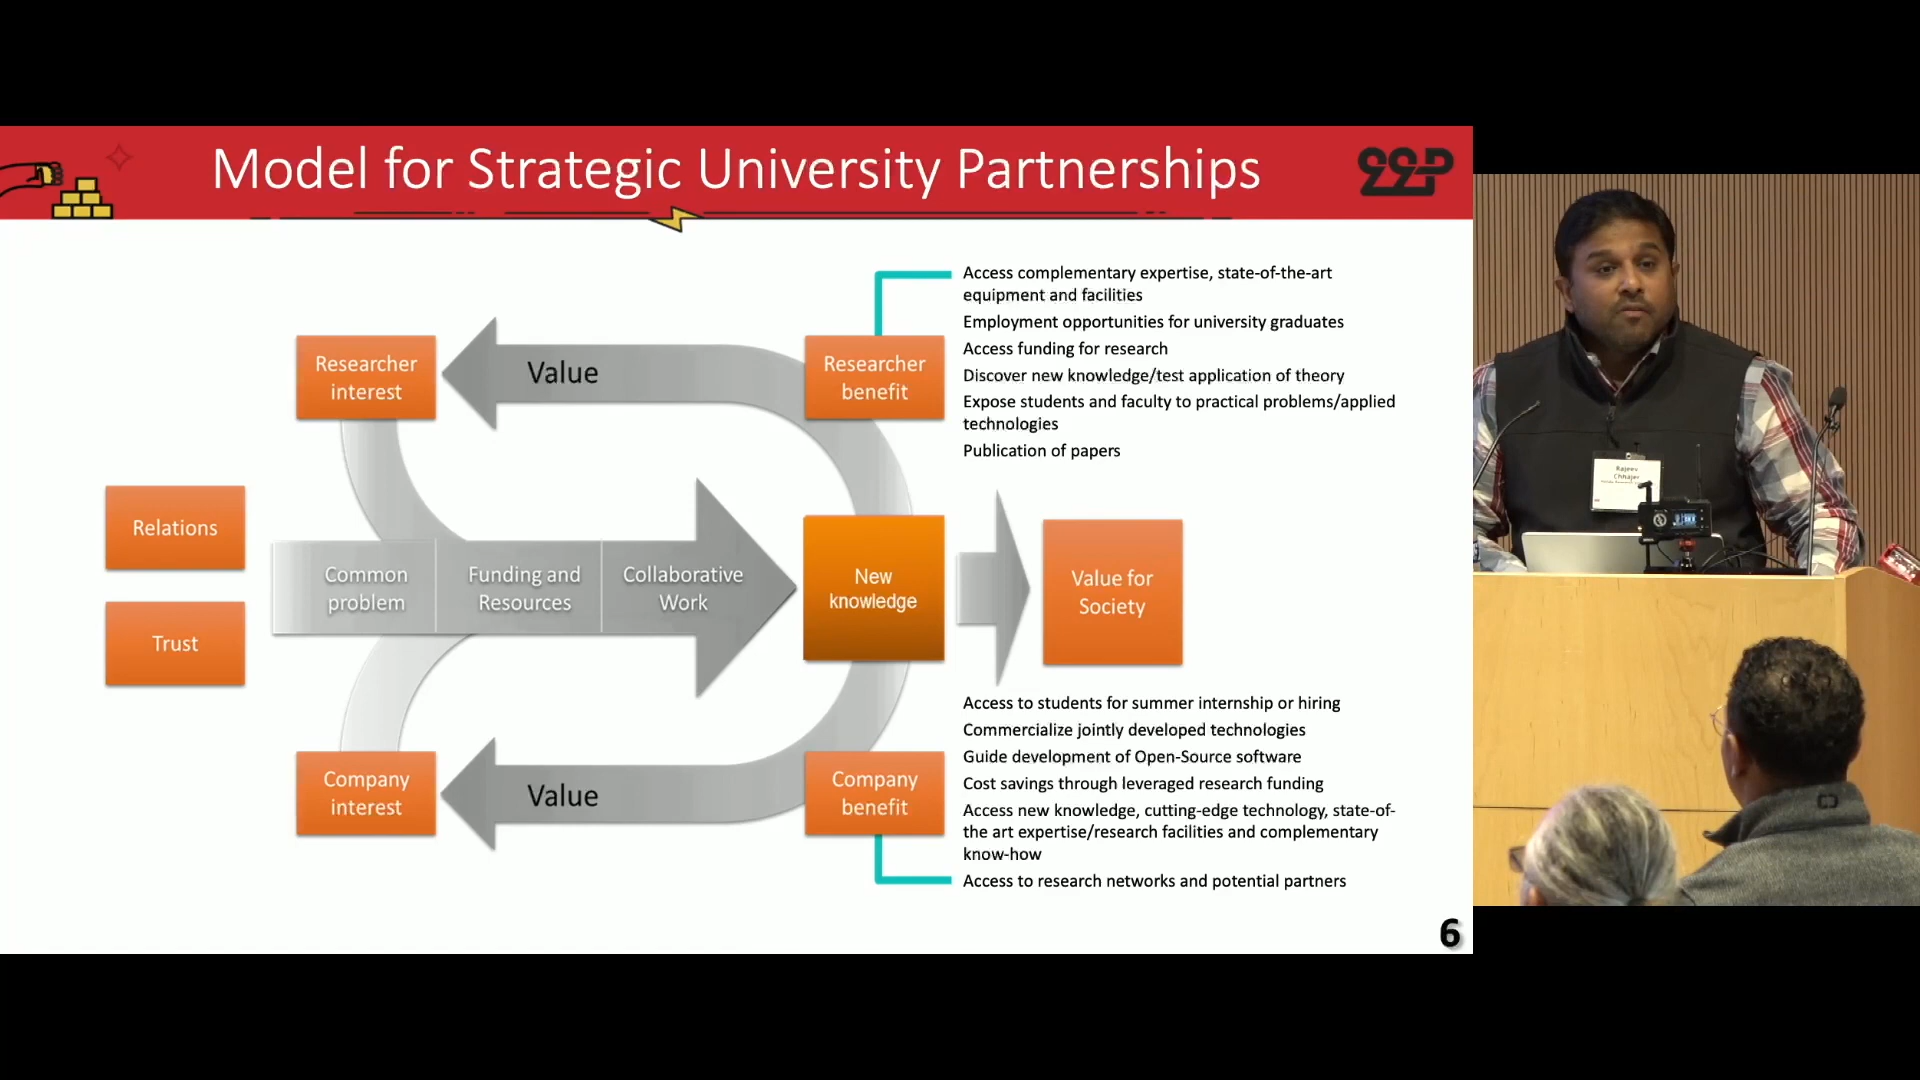 Model for Strategic University Partnerships
Access complementary expertise, state-of-the-art
equipment and facilities
Employment opportunities for university graduates
Access funding for research
Discover new knowledge/test application of theory
Expose students and faculty to practical problems/applied
technologies
Publication of papers
Researcher
interest
Value
Researcher
benefit
Relations
Trust
Common
problem
Funding and
Resources
Collaborative
Work
New
knowledge
Value for
Society
Company
interest
Value
Company
benefit
Access to students for summer internship or hiring
Commercialize jointly developed technologies
Guide development of Open-Source software
Cost savings through leveraged research funding
Access new knowledge, cutting-edge technology, state-of-
the art expertise/research facilities and complementary
know-how
Access to research networks and potential partners
6
Rajeev
Chhajer